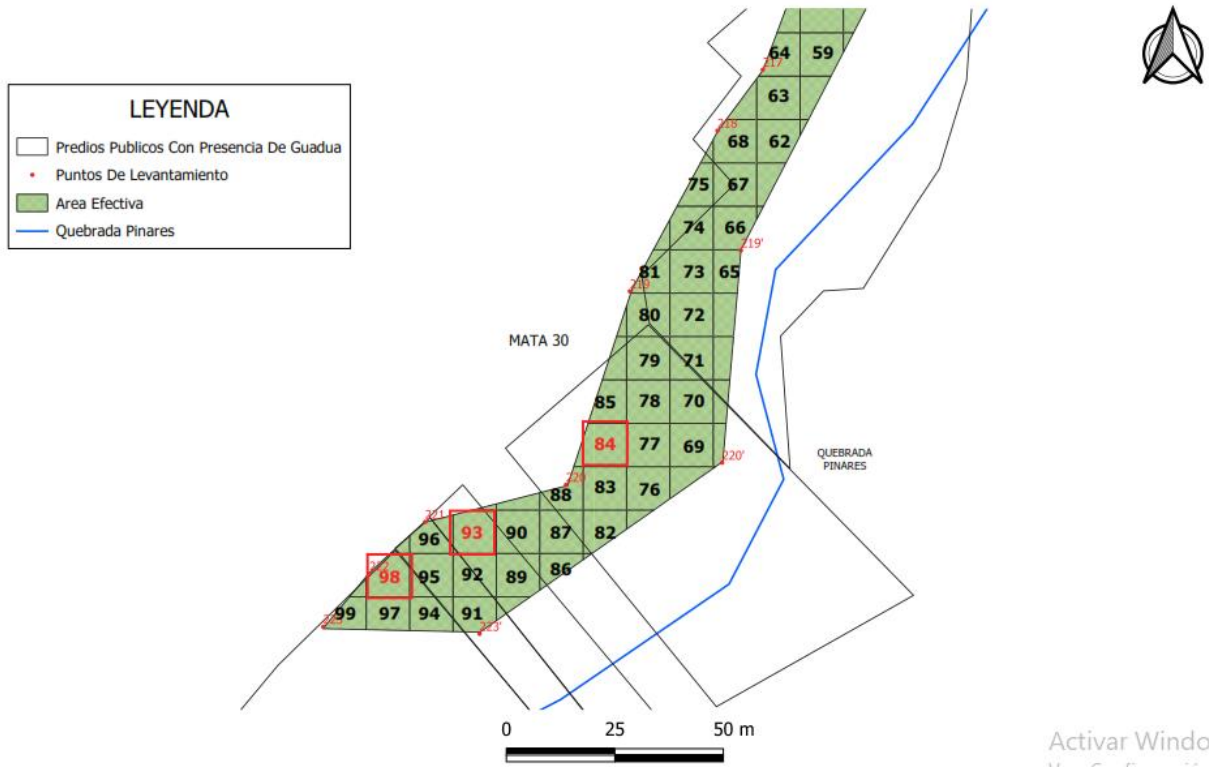 LEYENDA
Predios Publicos Con Presencia De Guadua
Puntos De Levantamiento
Area Efectiva
Quebrada Pinares
64 59
217
63
218
68 62
75 67
74 66
219'
81 73 65
219
80 72
MATA 30
79 71
85 78 70
84 77 69
QUEBRADA
PINARES
220'
220
88 83 76
221
96 93 90 87 82
98 95 92 89 86
99 97 94 91
223'
0 25 50 m
Activar Windo